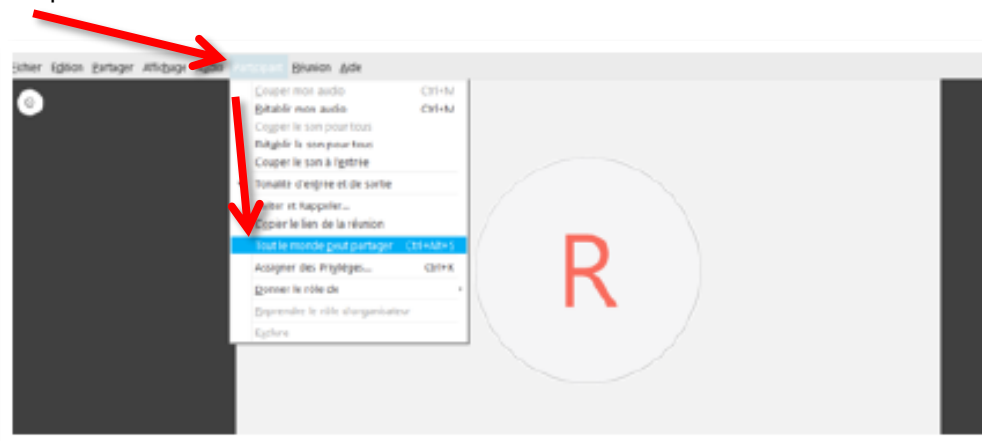 Fichier Edition Partager Affichage Audio Participant Réunion Aide
Couper mon audio Ctrl+M
Rétablir mon audio Ctrl+M
Couper le son pour tous
Rétablir le son pour tous
Couper le son à l'entrée
Tonalité d'entrée et de sortie
et Rappeler...
Copier le lien de la réunion
Tout le monde peut partager Ctrl+Alt+S
Assigner des Privilèges... Ctrl+K
Donner le rôle de
Reprendre le rôle d'organisateur
Exclure
R